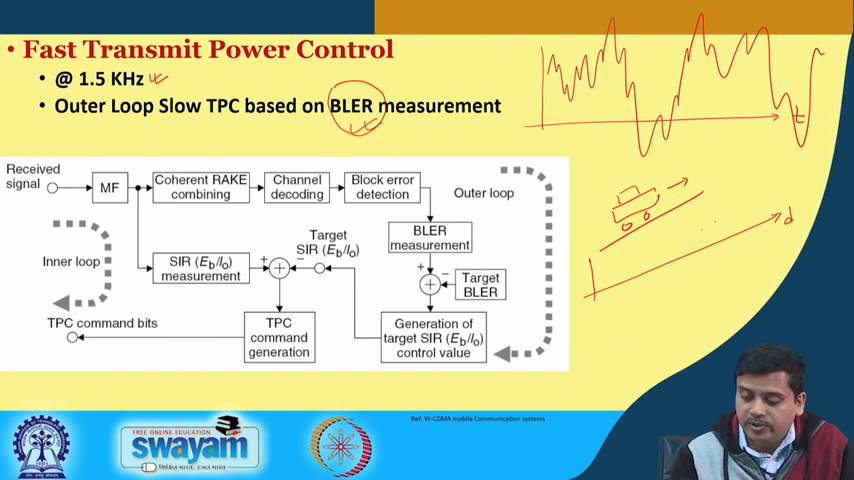 • Fast Transmit Power Control
• @ 1.5 KHz
• Outer Loop Slow TPC based on BLER measurement
Received
signal
MF
Coherent RAKE
combining
Channel
decoding
Block error
detection
Outer loop
BLER
measurement
Target
SIR (Eb/Io)
Inner loop
SIR (Eb/Io)
measurement
+
+
−
+
−
+
Target
BLER
TPC command bits
TPC
command
generation
Generation of
target SIR (Eb/Io)
control value
t
d
FREE ONLINE EDUCATION
swayam
Ref: W-CDMA mobile Communication systems